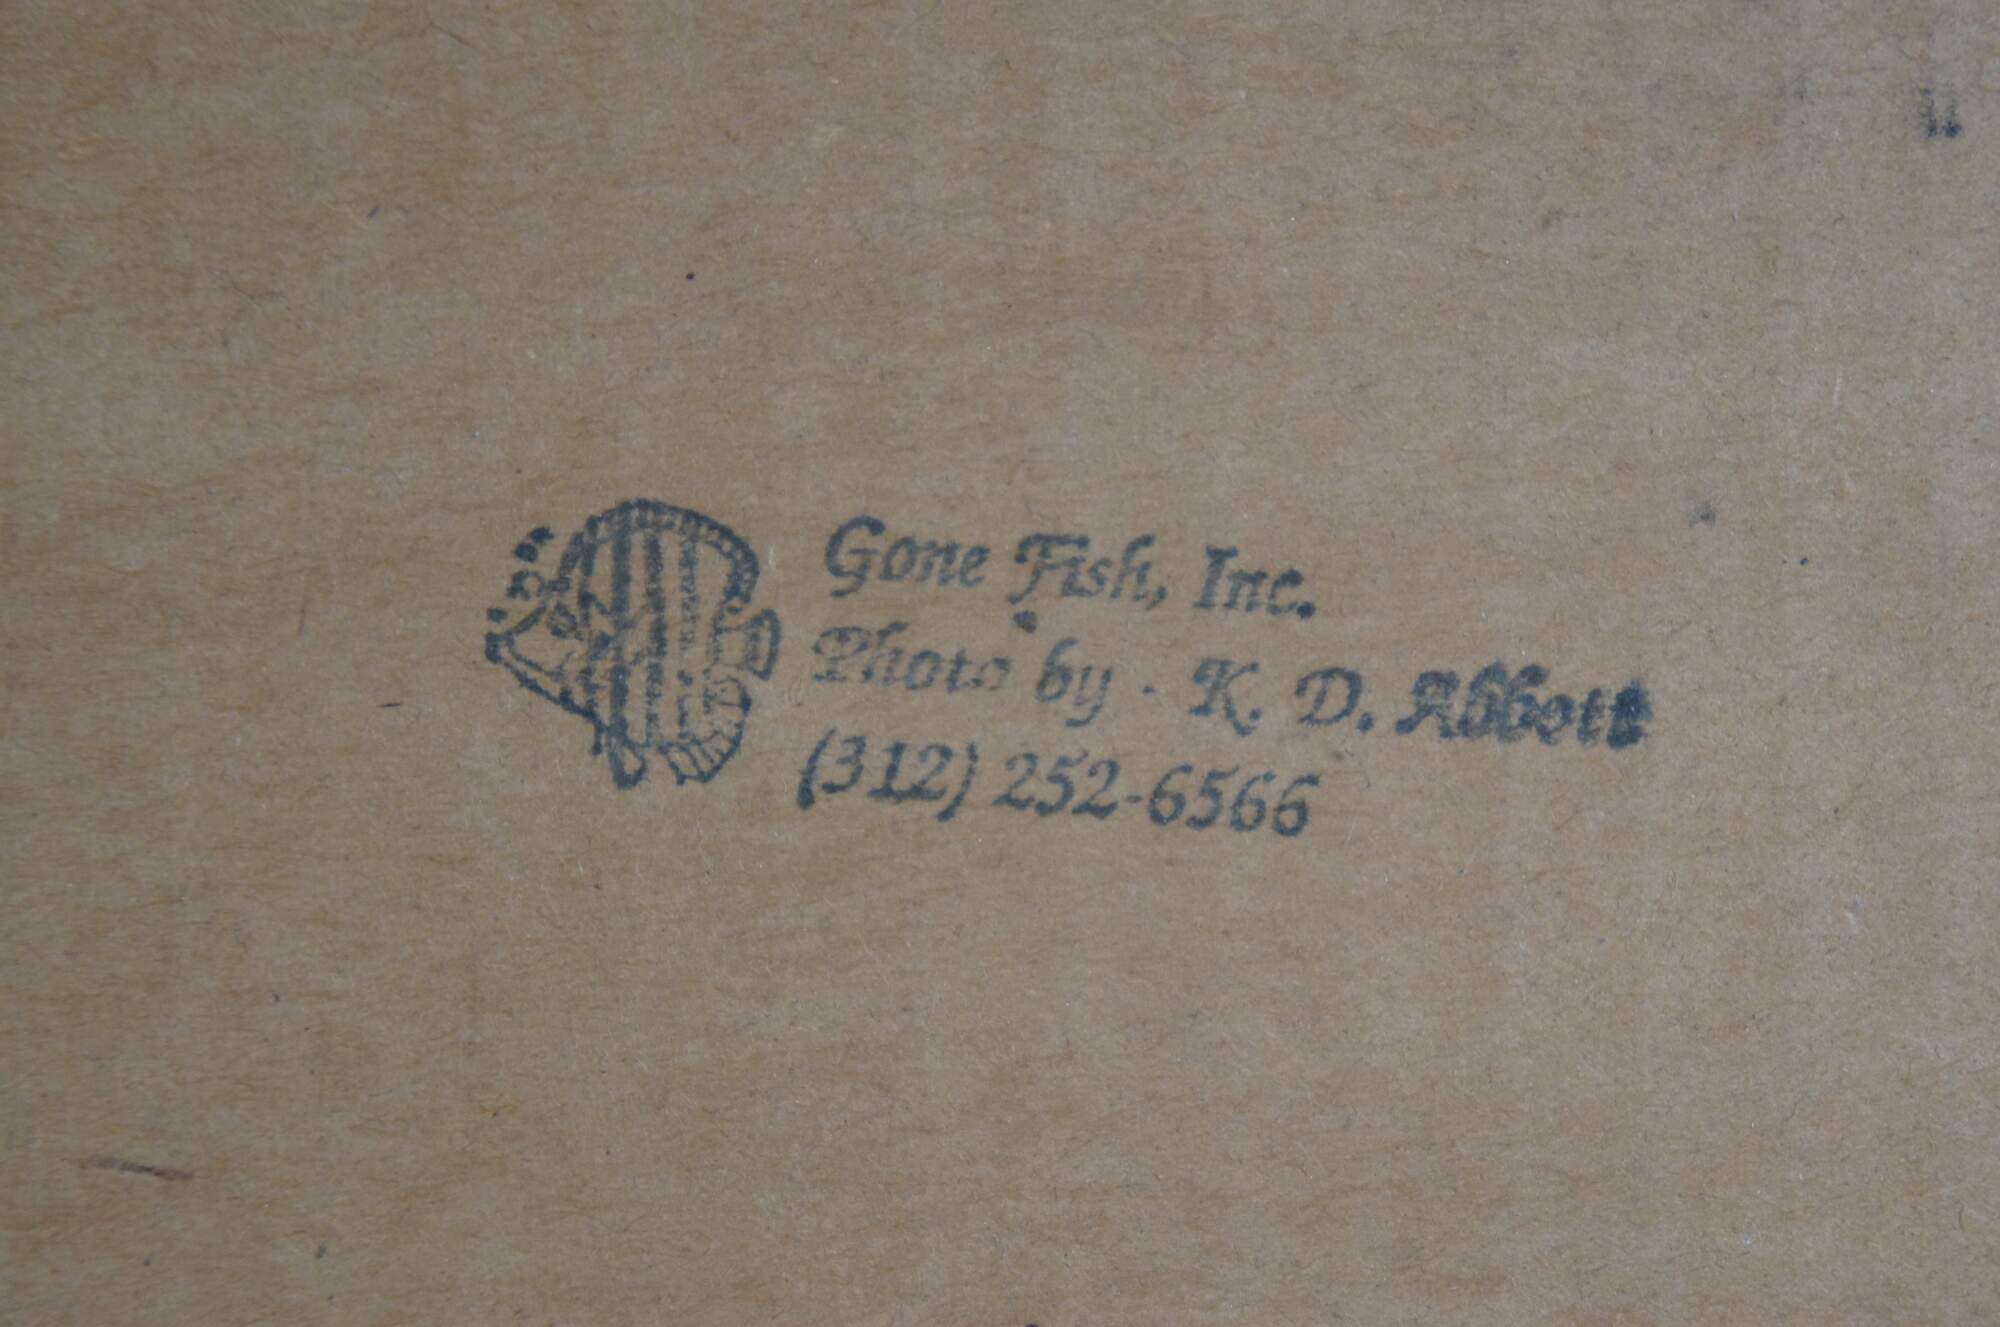 Gone Fish, Inc.
Photo by · K. D. Abbott
(312) 252-6566